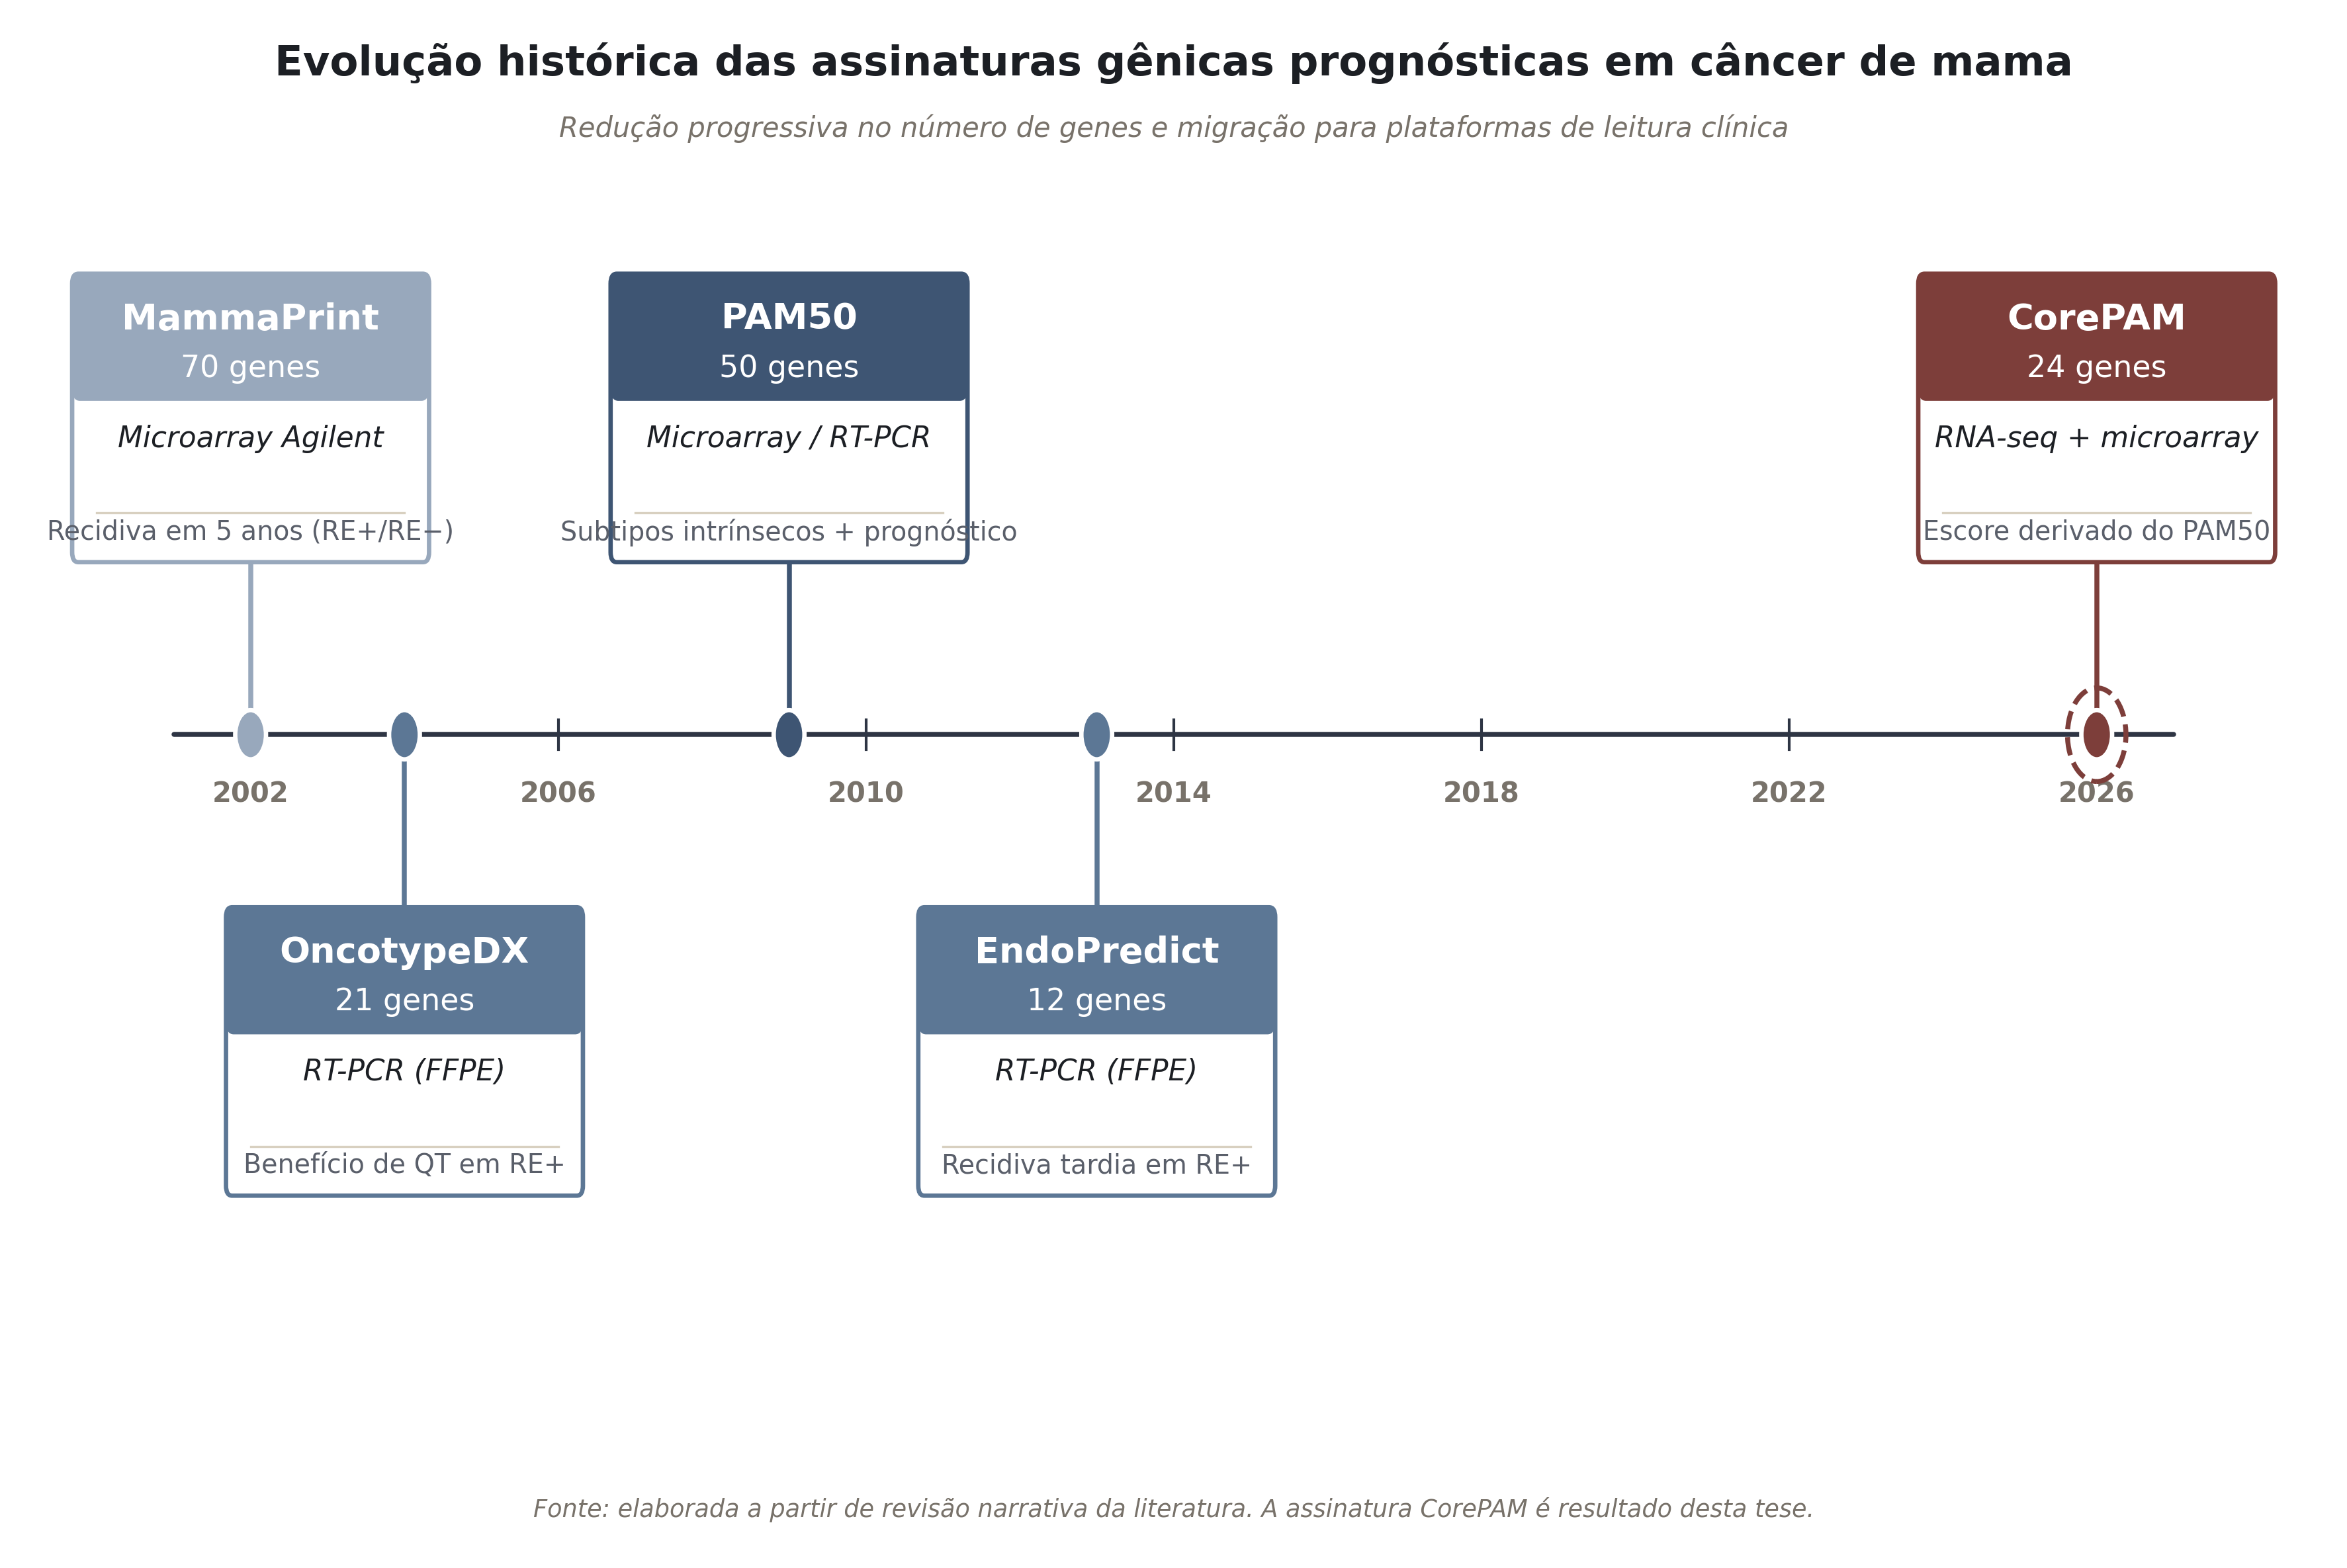 Evolução histórica das assinaturas gênicas prognósticas em câncer de mama
Redução progressiva no número de genes e migração para plataformas de leitura clínica
MammaPrint
70 genes
Microarray Agilent
Recidiva em 5 anos (RE+/RE−)
PAM50
50 genes
Microarray / RT-PCR
Subtipos intrínsecos + prognóstico
CorePAM
24 genes
RNA-seq + microarray
Escore derivado do PAM50
2002
2006
2010
2014
2018
2022
2026
OncotypeDX
21 genes
RT-PCR (FFPE)
Benefício de QT em RE+
EndoPredict
12 genes
RT-PCR (FFPE)
Recidiva tardia em RE+
Fonte: elaborada a partir de revisão narrativa da literatura. A assinatura CorePAM é resultado desta tese.